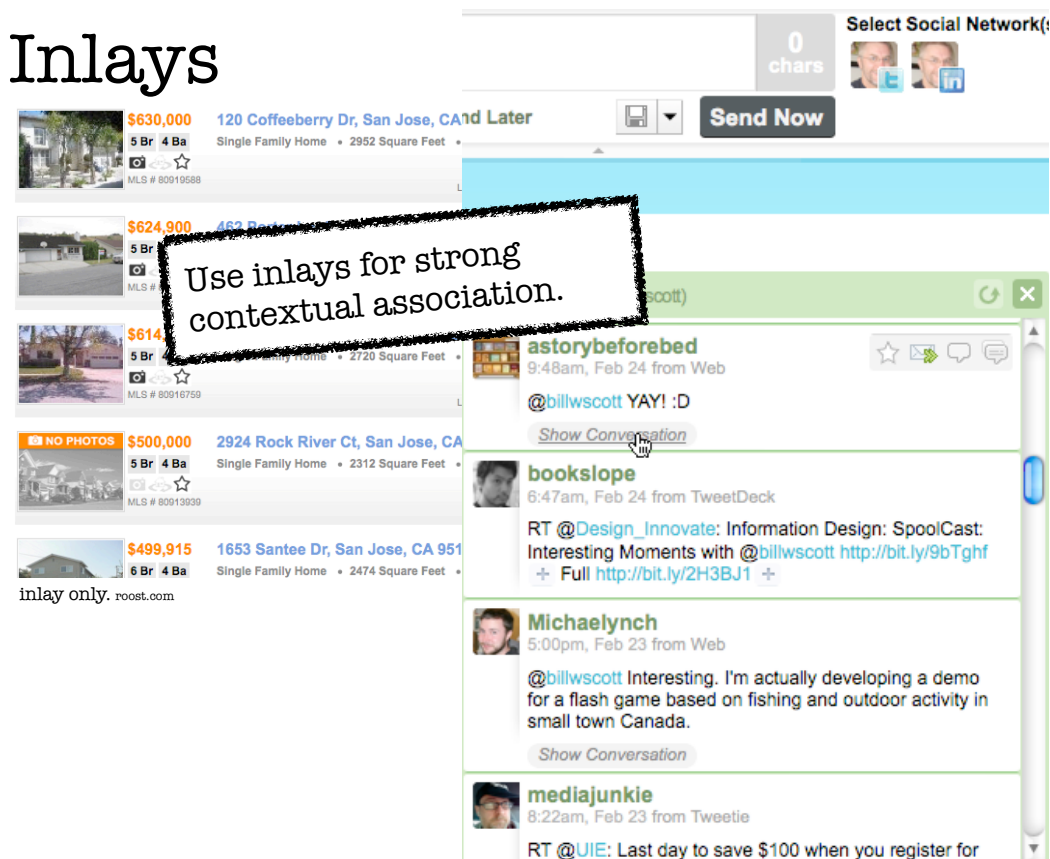 Inlays
$630,000
120 Coffeeberry Dr, San Jose, CA
5 Br 4 Ba
Single Family Home • 2952 Square Feet •
MLS # 80919588
L
$624,900
462
5 Br
MLS #
$614,
5 Br 4
Family Home • 2720 Square Feet •
MLS # 80916759
L
NO PHOTOS
$500,000
2924 Rock River Ct, San Jose, CA
5 Br 4 Ba
Single Family Home • 2312 Square Feet •
MLS # 80913939
$499,915
1653 Santee Dr, San Jose, CA 951
6 Br 4 Ba
Single Family Home • 2474 Square Feet •
inlay only. roost.com
Use inlays for strong
contextual association.
0
chars
Select Social Network(s
t
in
nd Later
Send Now
scott)
astorybeforebed
9:48am, Feb 24 from Web
@billwscott YAY! :D
Show Conversation
bookslope
6:47am, Feb 24 from TweetDeck
RT @Design_Innovate: Information Design: SpoolCast:
Interesting Moments with @billwscott http://bit.ly/9bTghf
+ Full http://bit.ly/2H3BJ1 +
Michaelynch
5:00pm, Feb 23 from Web
@billwscott Interesting. I'm actually developing a demo
for a flash game based on fishing and outdoor activity in
small town Canada.
Show Conversation
mediajunkie
8:22am, Feb 23 from Tweetie
RT @UIE: Last day to save $100 when you register for